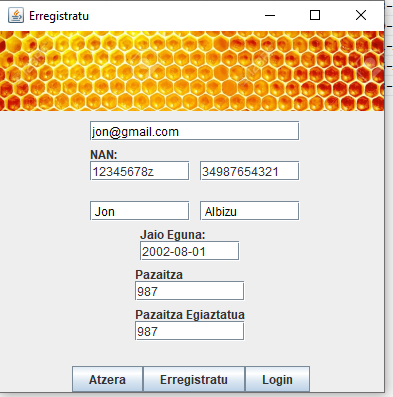 Erregistratu
jon@gmail.com
NAN:
12345678z 34987654321
Jon Albizu
Jaio Eguna:
2002-08-01
Pazaitza
987
Pazaitza Egiaztatua
987
Atzera Erregistratu Login